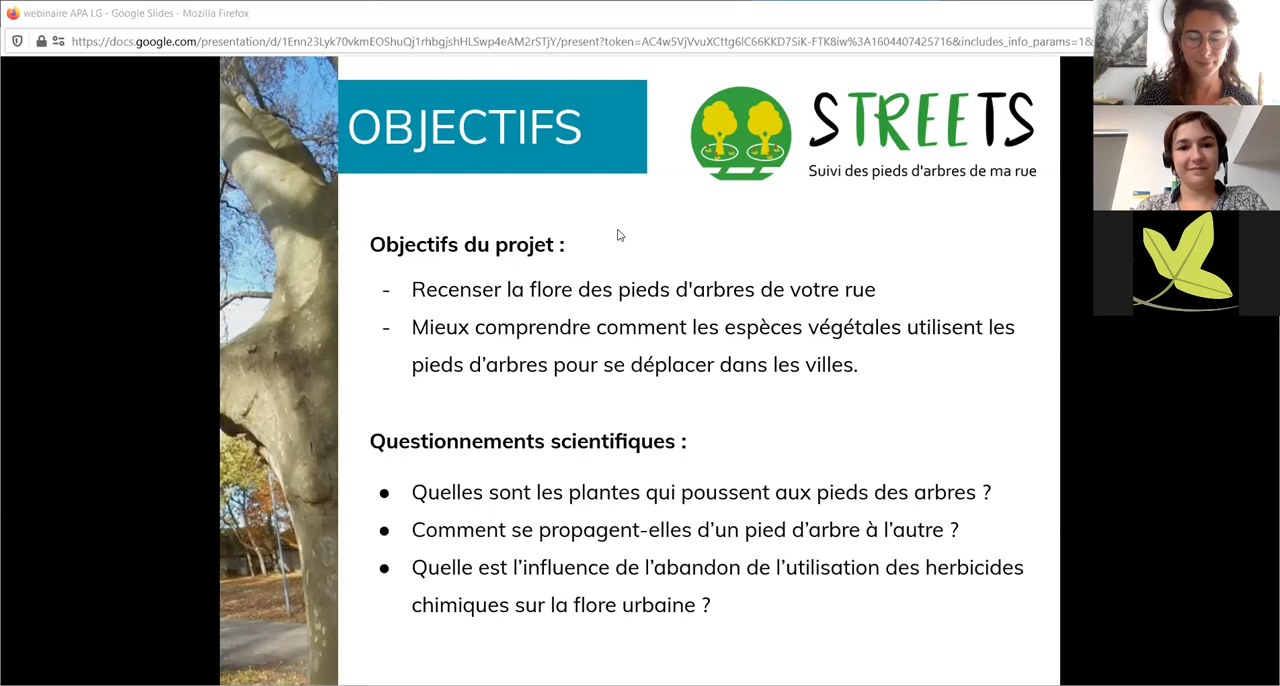 webinaire APA LG - Google Slides - Mozilla Firefox
https://docs.google.com/presentation/d/1Enn23Lyk70vkmEOShuQj1rhbgjshHLSwp4eAM2rSTjY/present?token=AC4w5VjVvuXCttg6lC66KKD7SiK-FTK8iw%3A1604407425716&includes_info_params=1&
OBJECTIFS
STREETS
Suivi des pieds d'arbres de ma rue
Objectifs du projet :
- Recenser la flore des pieds d'arbres de votre rue
- Mieux comprendre comment les espèces végétales utilisent les
pieds d’arbres pour se déplacer dans les villes.
Questionnements scientifiques :
● Quelles sont les plantes qui poussent aux pieds des arbres ?
● Comment se propagent-elles d’un pied d’arbre à l’autre ?
● Quelle est l’influence de l’abandon de l’utilisation des herbicides
chimiques sur la flore urbaine ?